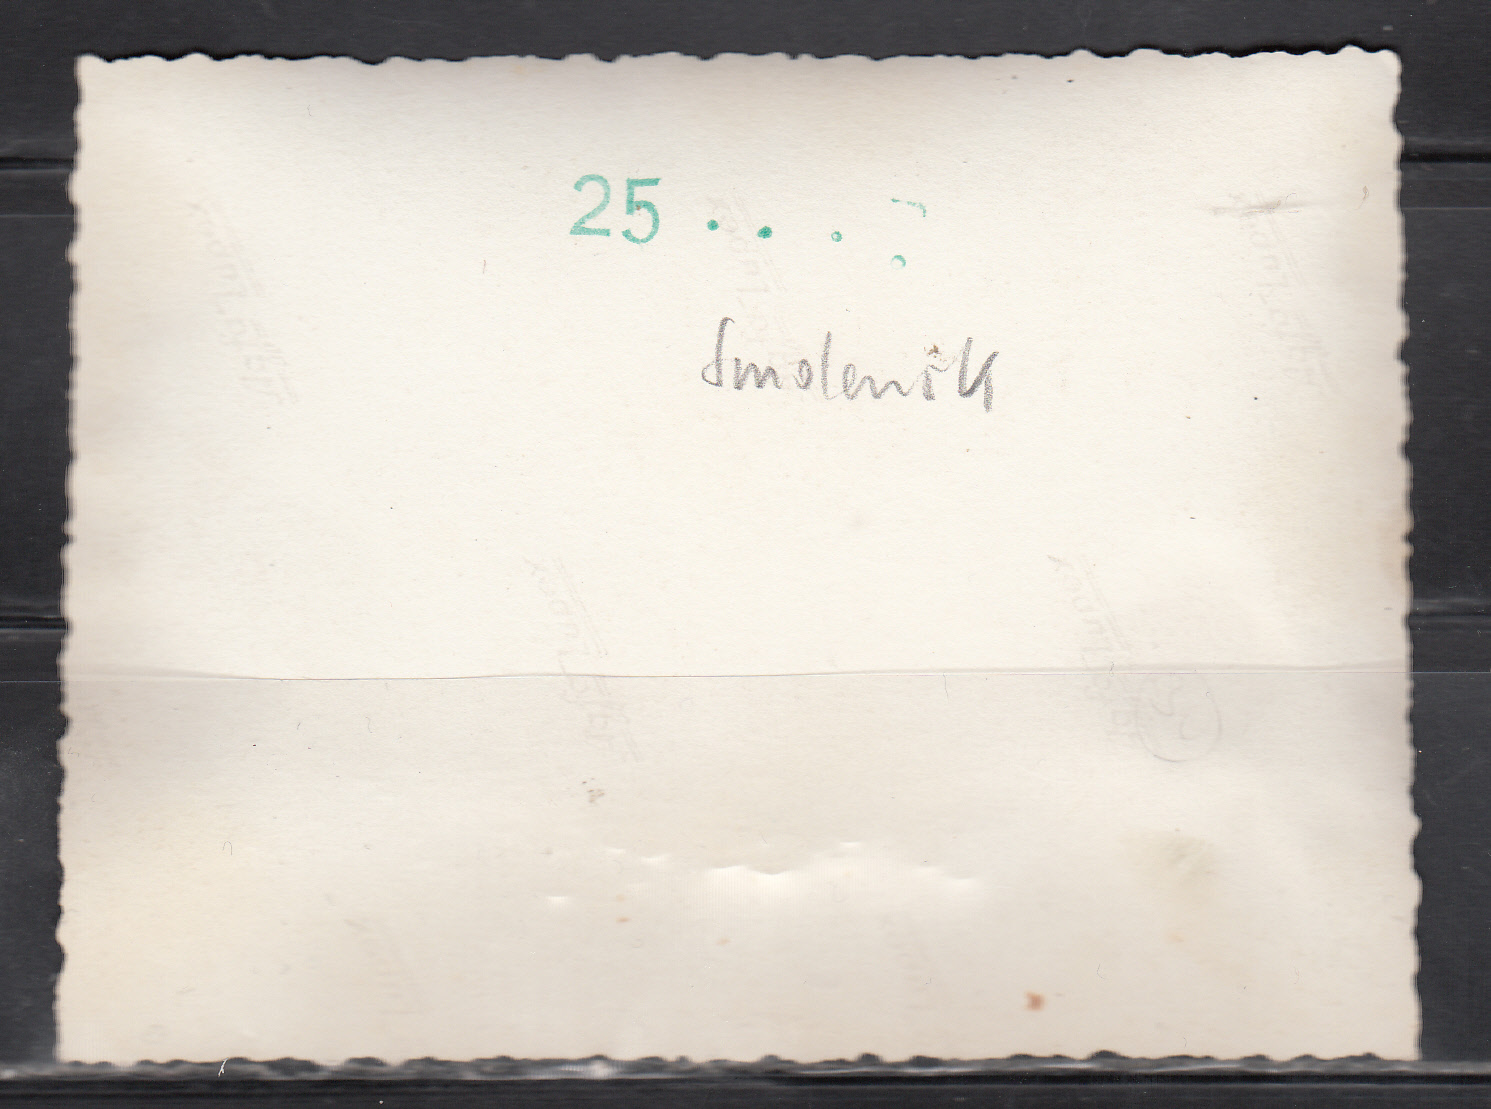 25 . . . .
Smolensk